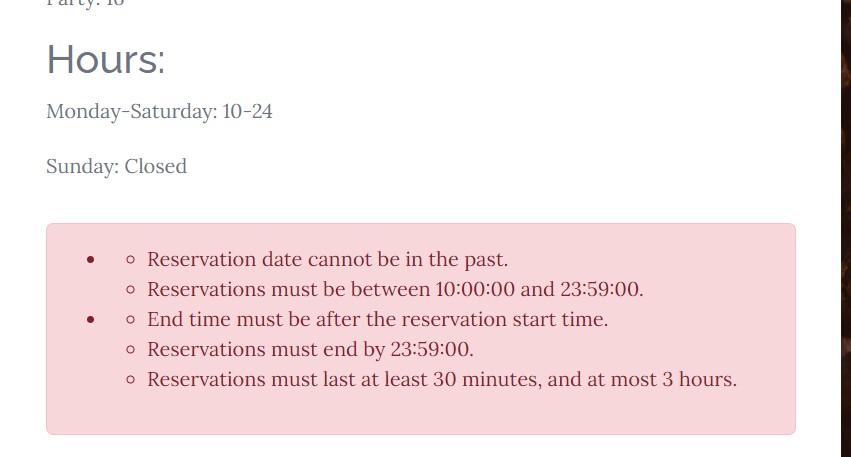 Party: 10
Hours:
Monday-Saturday: 10-24
Sunday: Closed
Reservation date cannot be in the past.
Reservations must be between 10:00:00 and 23:59:00.
End time must be after the reservation start time.
Reservations must end by 23:59:00.
Reservations must last at least 30 minutes, and at most 3 hours.